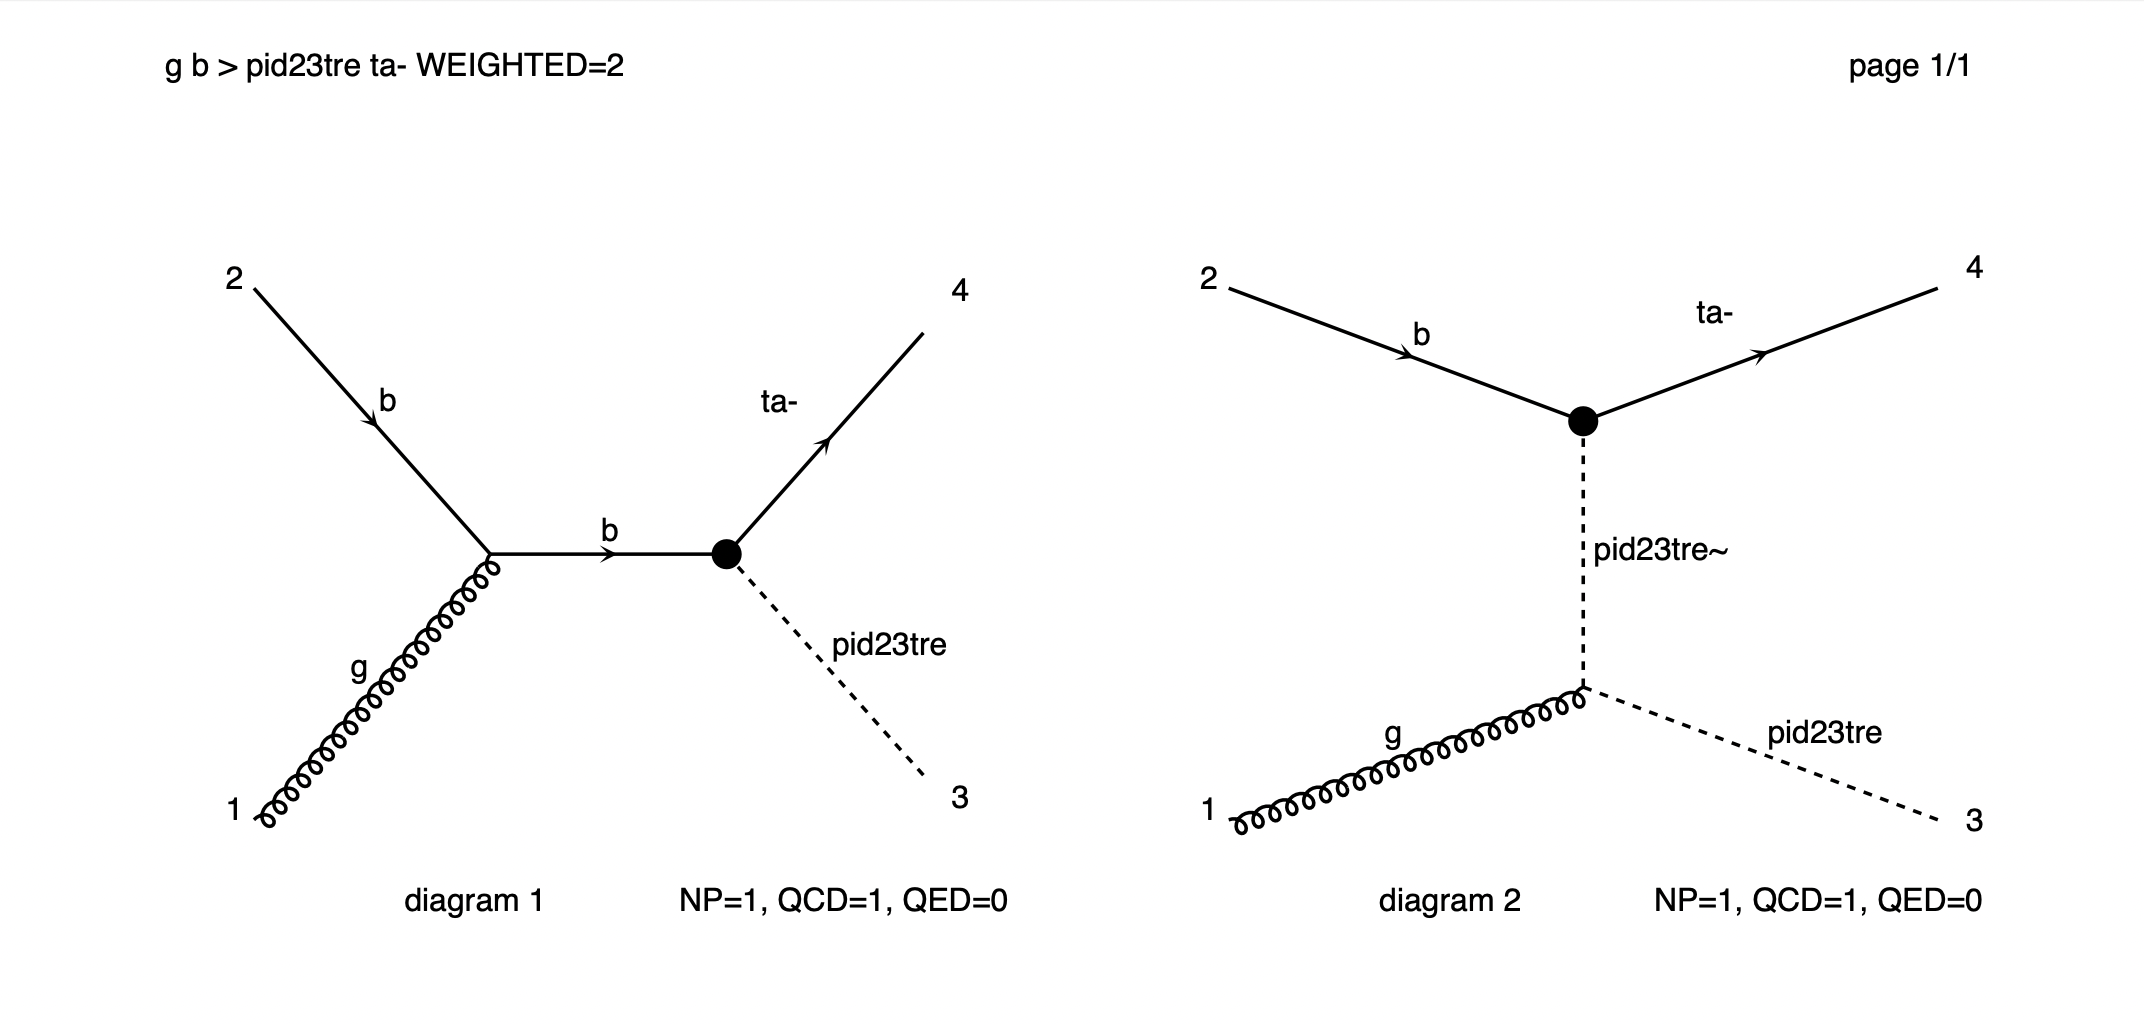 g b > pid23tre ta- WEIGHTED=2
page 1/1
2
b
b
g
1
ta-
4
pid23tre
3
diagram 1
NP=1, QCD=1, QED=0
2
b
ta-
4
pid23tre~
g
1
pid23tre
3
diagram 2
NP=1, QCD=1, QED=0